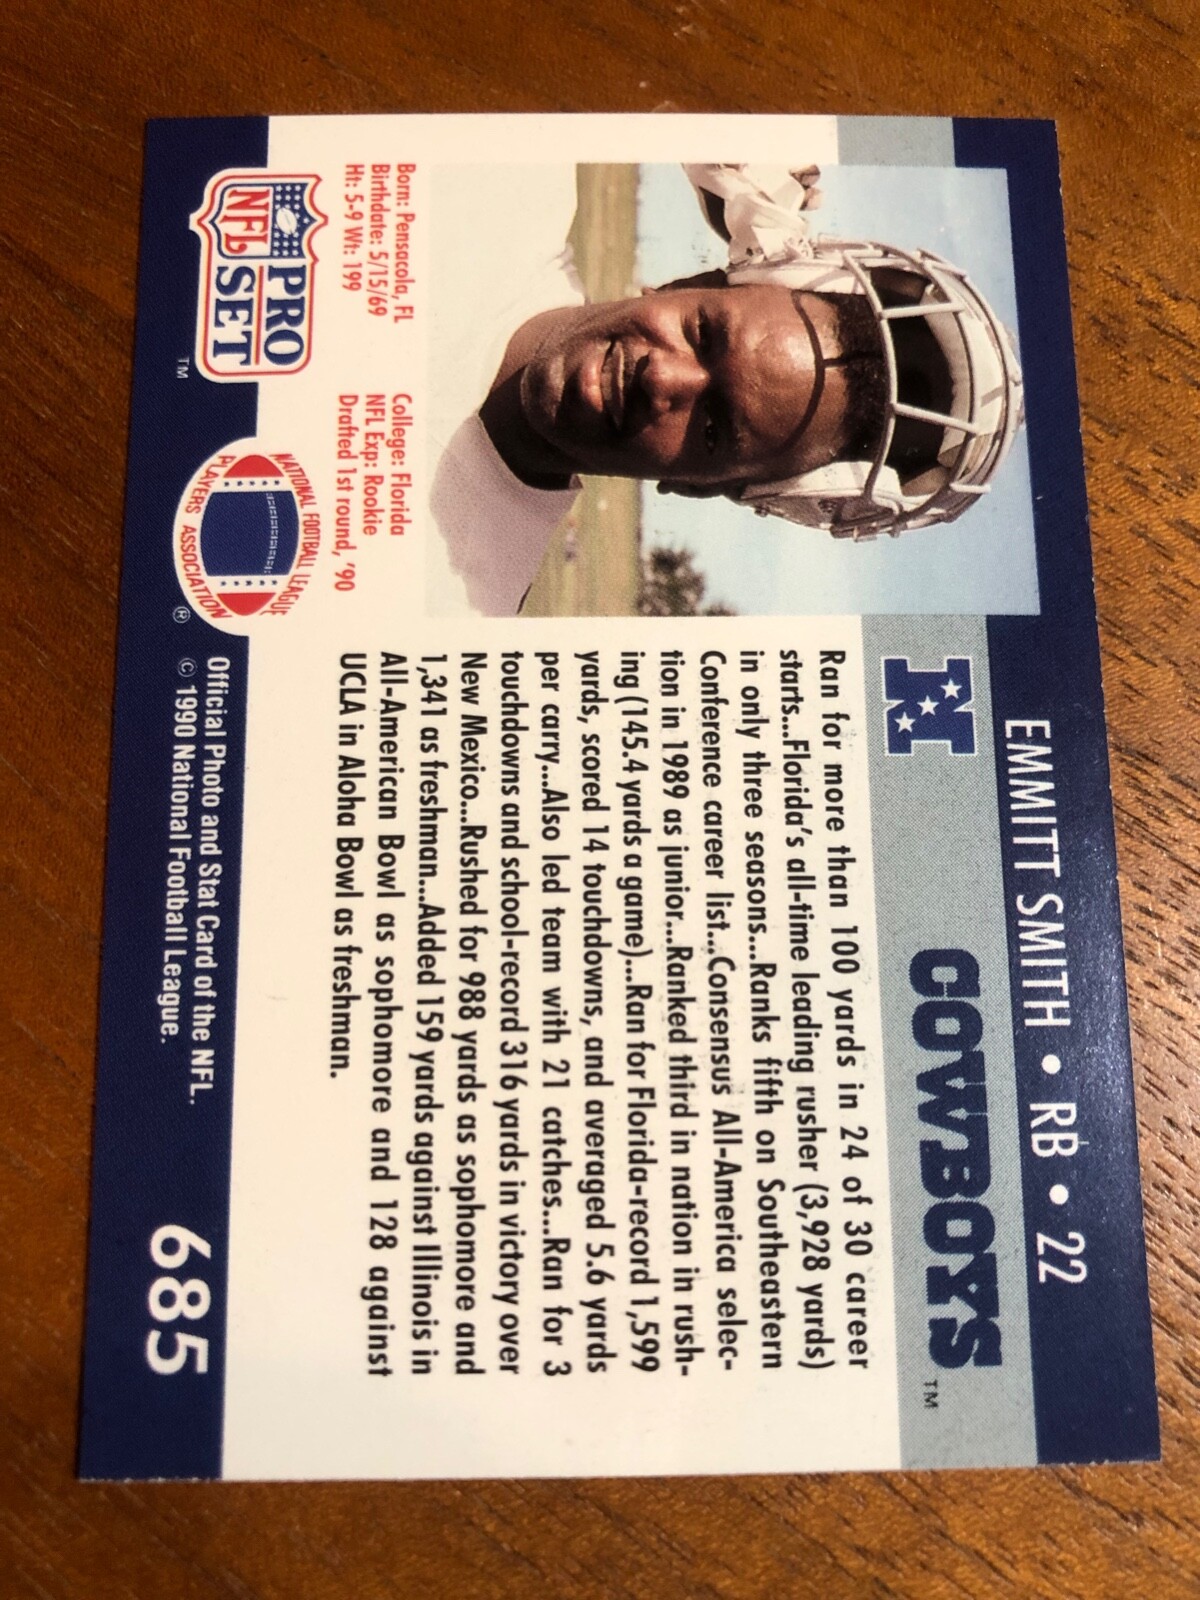 EMMITT SMITH • RB • 22
N
COWBOYS TM
Ran for more than 100 yards in 24 of 30 career
starts...Florida's all-time leading rusher (3,928 yards)
in only three seasons...Ranks fifth on Southeastern
Conference career list...Consensus All-America selec-
tion in 1989 as junior...Ranked third in nation in rush-
ing (145.4 yards a game)...Ran for Florida-record 1,599
yards, scored 14 touchdowns, and averaged 5.6 yards
per carry...Also led team with 21 catches...Ran for 3
touchdowns and school-record 316 yards in victory over
New Mexico...Rushed for 988 yards as sophomore and
1,341 as freshman...Added 159 yards against Illinois in
All-American Bowl as sophomore and 128 against
UCLA in Aloha Bowl as freshman.
Born: Pensacola, FL
Birthdate: 5/15/69
Ht: 5-9 Wt: 199
College: Florida
NFL Exp: Rookie
Drafted 1st round, '90
NFL
PRO
SET
TM
NATIONAL FOOTBALL LEAGUE
PLAYERS ASSOCIATION
®
Official Photo and Stat Card of the NFL.
© 1990 National Football League.
685